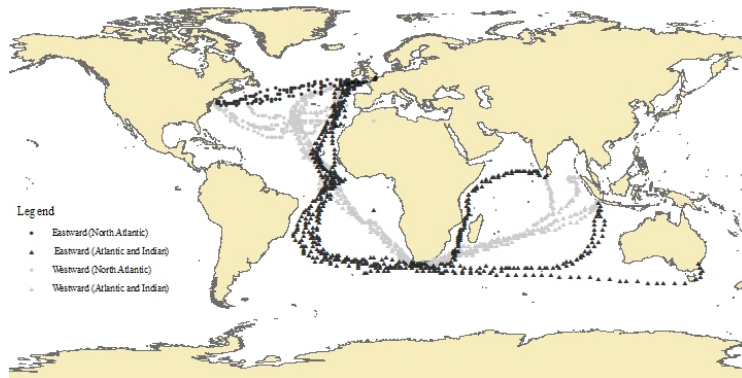 Legend
Eastward (North Atlantic)
Eastward (Atlantic and Indian)
Westward (North Atlantic)
Westward (Atlantic and Indian)